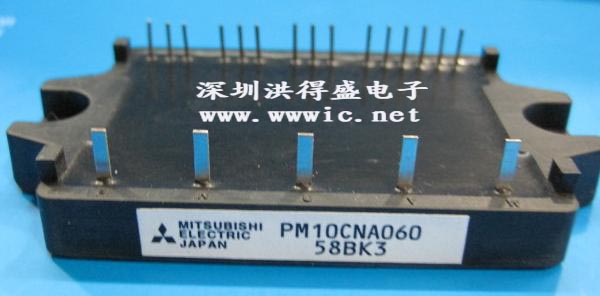 深圳洪得盛电子
www.wwwic.net
MITSUBISHI
ELECTRIC
JAPAN
PM10CNA060
58BK3